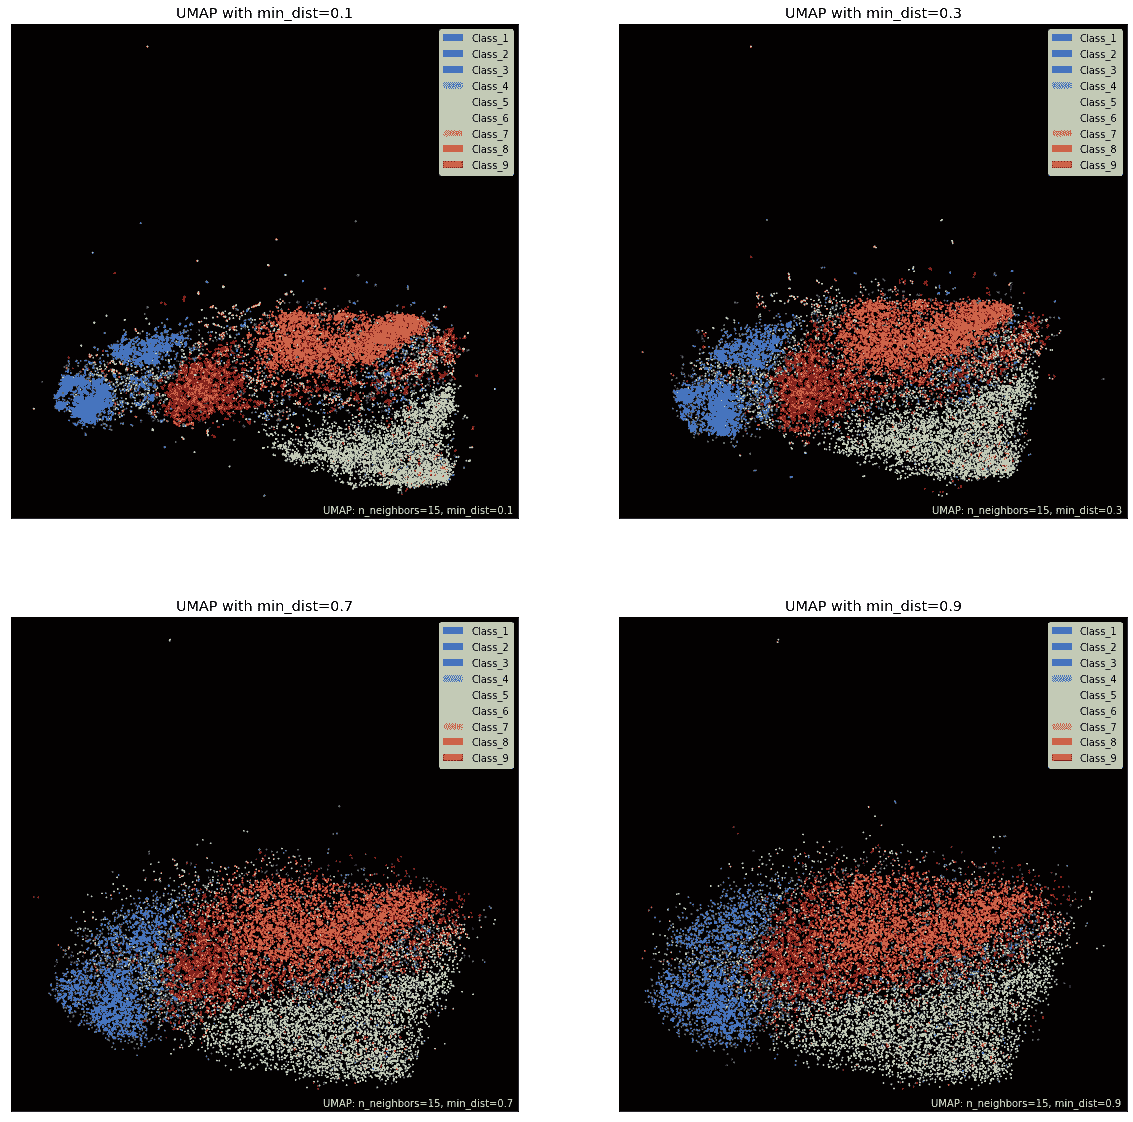 UMAP with min_dist=0.1
Class_1
Class_2
Class_3
Class_4
Class_5
Class_6
Class_7
Class_8
Class_9
UMAP: n_neighbors=15, min_dist=0.1
UMAP with min_dist=0.3
Class_1
Class_2
Class_3
Class_4
Class_5
Class_6
Class_7
Class_8
Class_9
UMAP: n_neighbors=15, min_dist=0.3
UMAP with min_dist=0.7
Class_1
Class_2
Class_3
Class_4
Class_5
Class_6
Class_7
Class_8
Class_9
UMAP: n_neighbors=15, min_dist=0.7
UMAP with min_dist=0.9
Class_1
Class_2
Class_3
Class_4
Class_5
Class_6
Class_7
Class_8
Class_9
UMAP: n_neighbors=15, min_dist=0.9